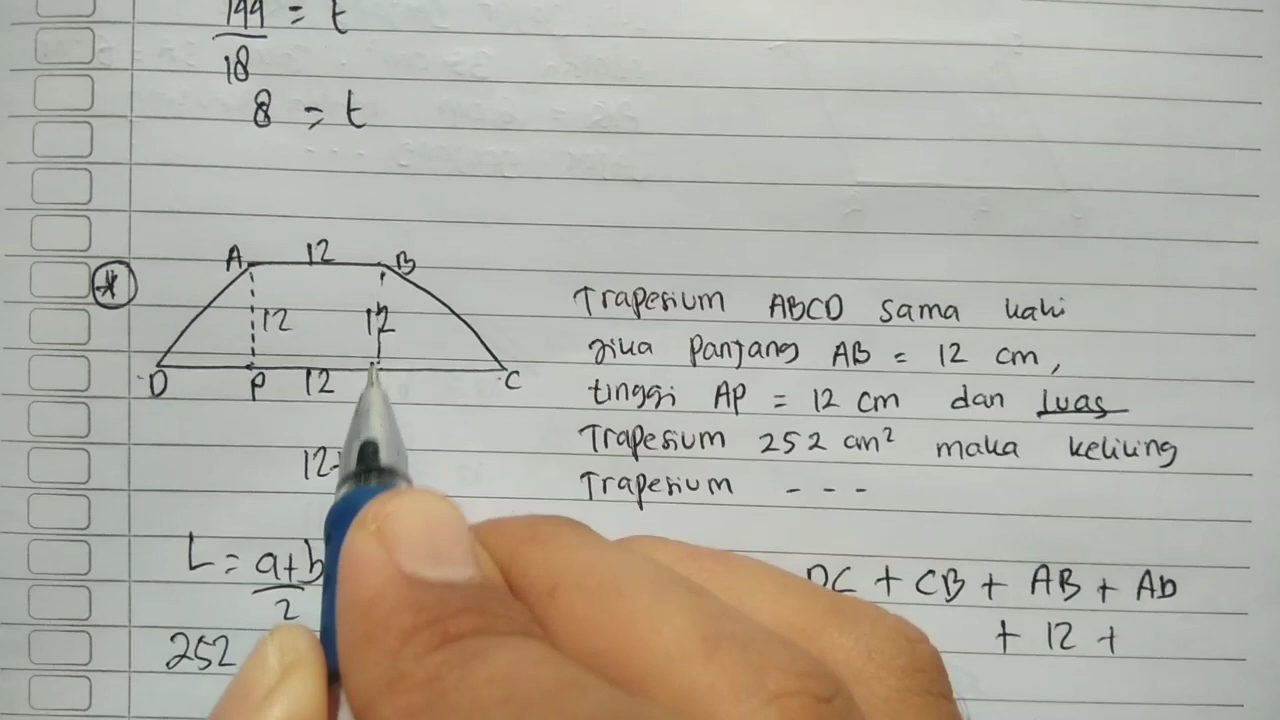 144 = t
18
8 = t
*
A 12 B
12 12
D P 12 C
12
Trapesium ABCD sama kaki
jika panjang AB = 12 cm,
tinggi AP = 12 cm dan Luas
Trapesium 252 cm² maka keliling
Trapesium - - -
L = a+b
2
252
DC + CB + AB + AD
+ 12 +